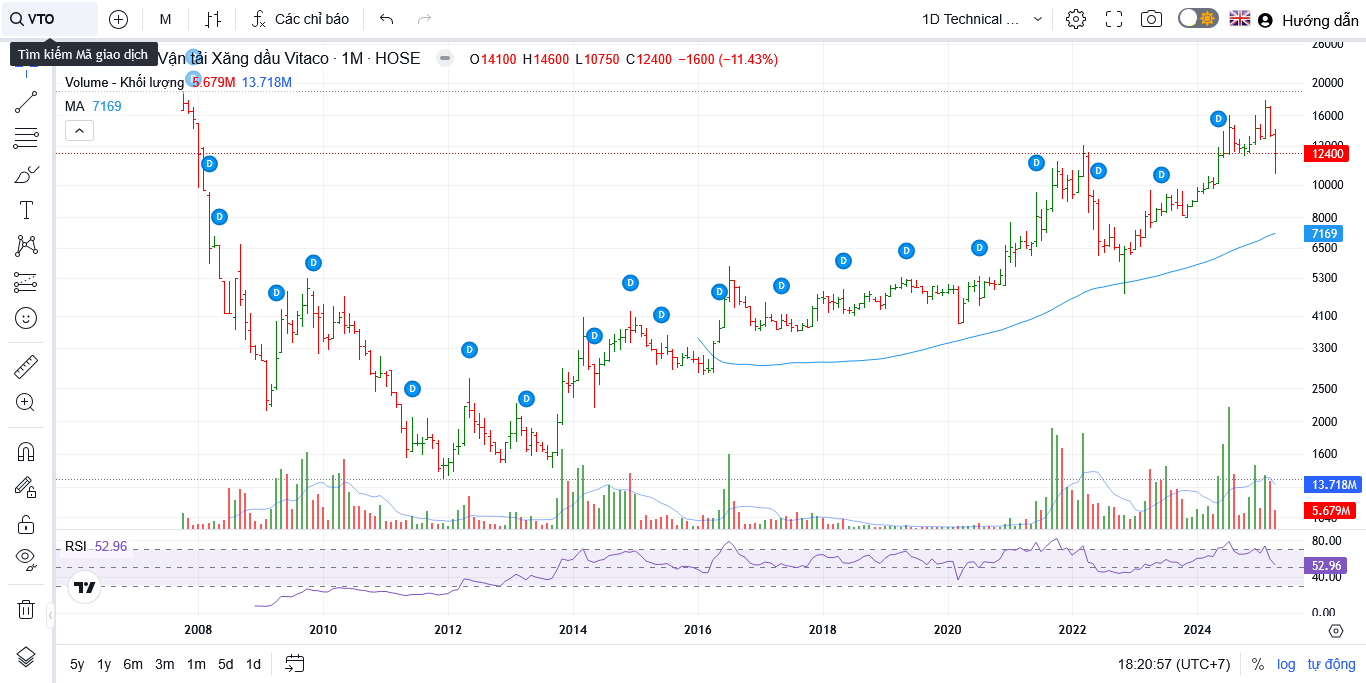 VTO
M
Các chỉ báo
1D Technical ...
Hướng dẫn
Tìm kiếm Mã giao dịch
Vận tải Xăng dầu Vitaco · 1M · HOSE
O14100 H14600 L10750 C12400 −1600 (−11.43%)
Volume - Khối lượng 5.679M 13.718M
MA 7169
26000
20000
16000
12400
10000
8000
7169
6500
5300
4100
3300
2500
2000
1600
13.718M
5.679M
D D D D D D D D D D D D D D D D D D D
RSI 52.96
80.00
52.96
40.00
0.00
2008 2010 2012 2014 2016 2018 2020 2022 2024
5y 1y 6m 3m 1m 5d 1d
18:20:57 (UTC+7) % log tự động